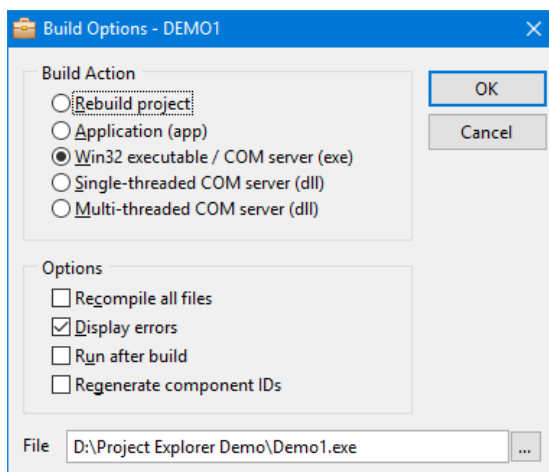 Build Options - DEMO1
Build Action
Rebuild project
Application (app)
Win32 executable / COM server (exe)
Single-threaded COM server (dll)
Multi-threaded COM server (dll)
OK
Cancel
Options
Recompile all files
Display errors
Run after build
Regenerate component IDs
File D:\Project Explorer Demo\Demo1.exe ...